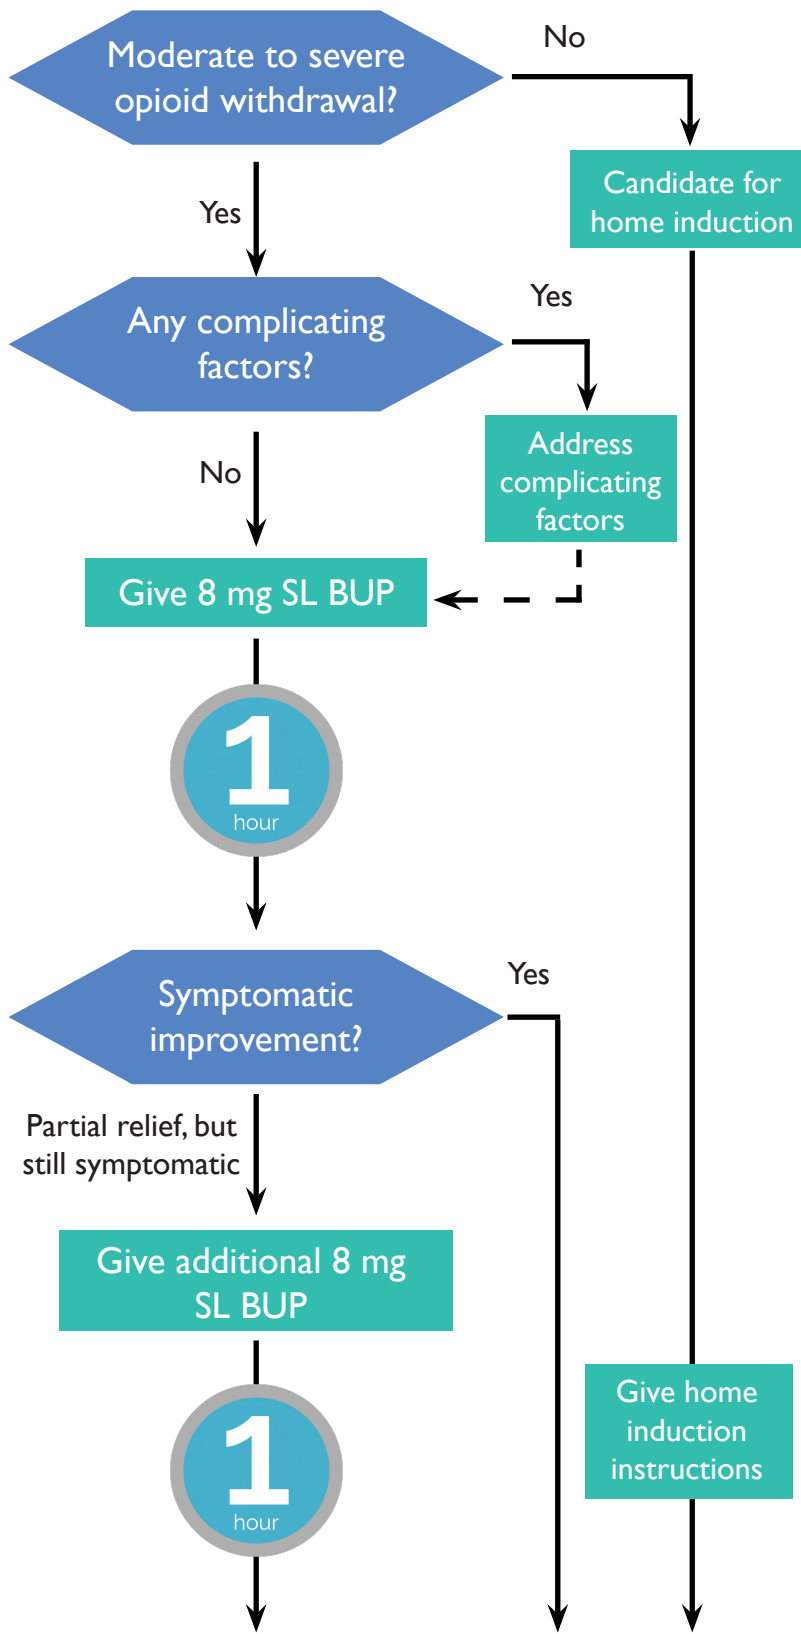 Moderate to severe
opioid withdrawal?
No
Candidate for
home induction
Yes
Any complicating
factors?
Yes
Address
complicating
factors
No
Give 8 mg SL BUP
1
hour
Symptomatic
improvement?
Yes
Partial relief, but
still symptomatic
Give additional 8 mg
SL BUP
Give home
induction
instructions
1
hour